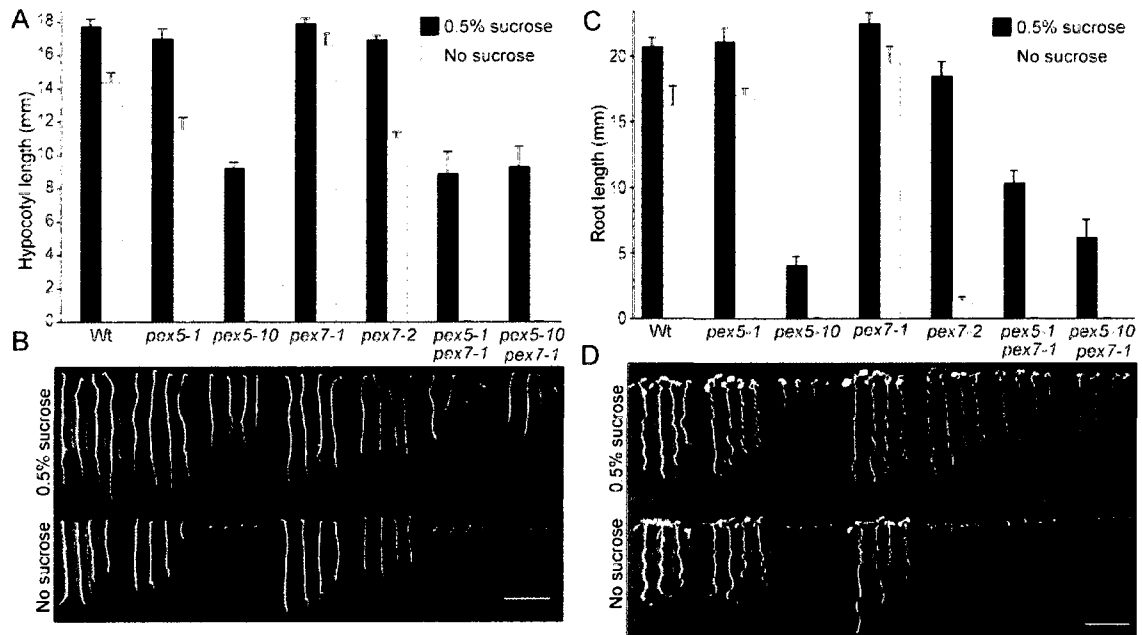 A
18
16
14
12
10
8
6
4
2
0
Hypocotyl length (mm)
0.5% sucrose
No sucrose
Wt pex5-1 pex5-10 pex7-1 pex7-2 pex5-1 pex7-1 pex5-10 pex7-1
C
20
15
10
5
0
Root length (mm)
0.5% sucrose
No sucrose
Wt pex5-1 pex5-10 pex7-1 pex7-2 pex5-1 pex7-1 pex5-10 pex7-1
B
0.5% sucrose
No sucrose
D
0.5% sucrose
No sucrose